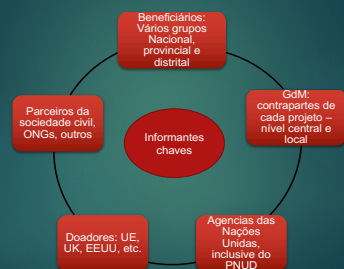 Beneficiários:
Vários grupos
Nacional,
provincial e
distrital
GdM:
contrapartes de
cada projeto –
nível central e
local
Agencias das
Nações
Unidas,
inclusive do
PNUD
Doadores: UE,
UK, EEUU, etc.
Parceiros da
sociedade civil,
ONGs, outros
Informantes
chaves